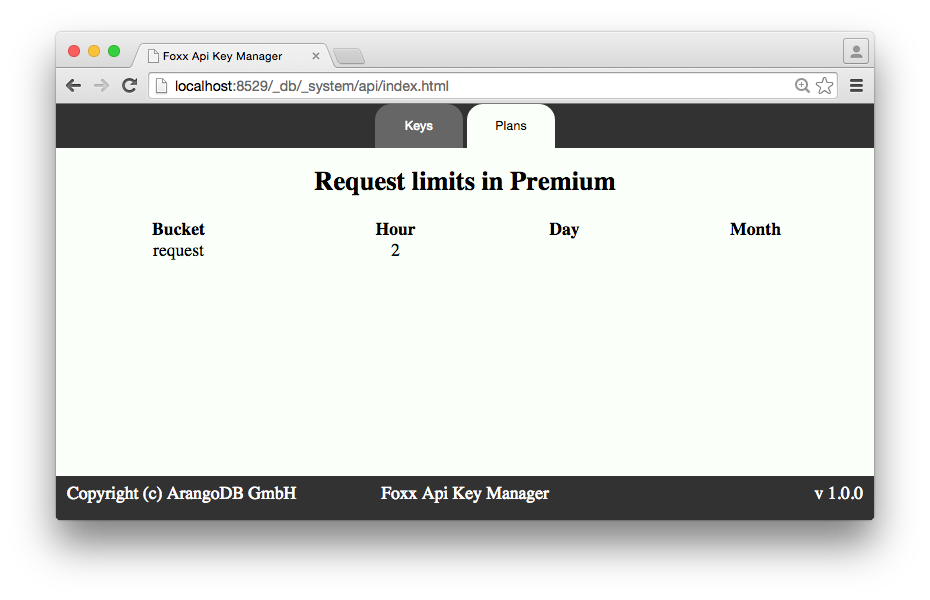 Foxx Api Key Manager
localhost:8529/_db/_system/api/index.html
Keys Plans
Request limits in Premium
Bucket Hour Day Month
request 2
Copyright (c) ArangoDB GmbH Foxx Api Key Manager v 1.0.0